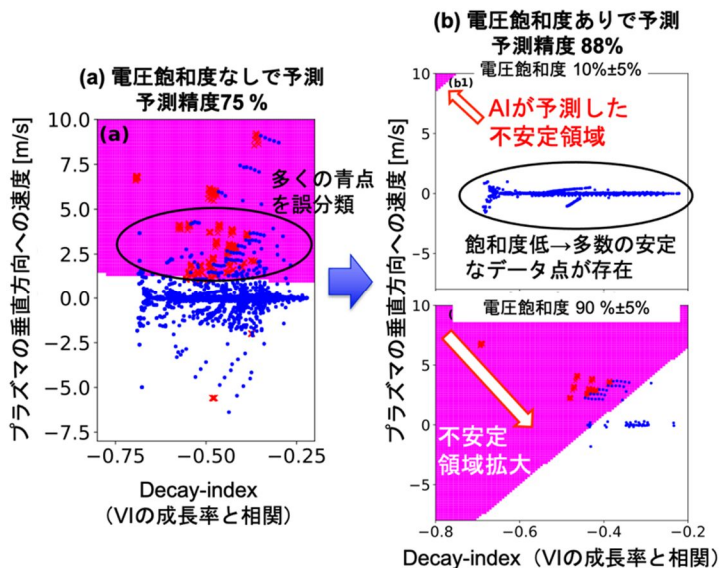 (a) 電圧飽和度なしで予測
予測精度75 %
(a)
多くの青点
を誤分類
プラズマの垂直方向への速度 [m/s]
10.0
7.5
5.0
2.5
0.0
−2.5
−5.0
−7.5
−0.75
−0.50
−0.25
Decay-index
（VIの成長率と相関）
(b) 電圧飽和度ありで予測
予測精度 88%
電圧飽和度 10%±5%
(b1)
AIが予測した
不安定領域
飽和度低→多数の安定
なデータ点が存在
プラズマの垂直方向への速度 [m/s]
10
5
0
−5
電圧飽和度 90 %±5%
不安定
領域拡大
10
5
0
−5
−0.8
−0.6
−0.4
−0.2
Decay-index（VIの成長率と相関）